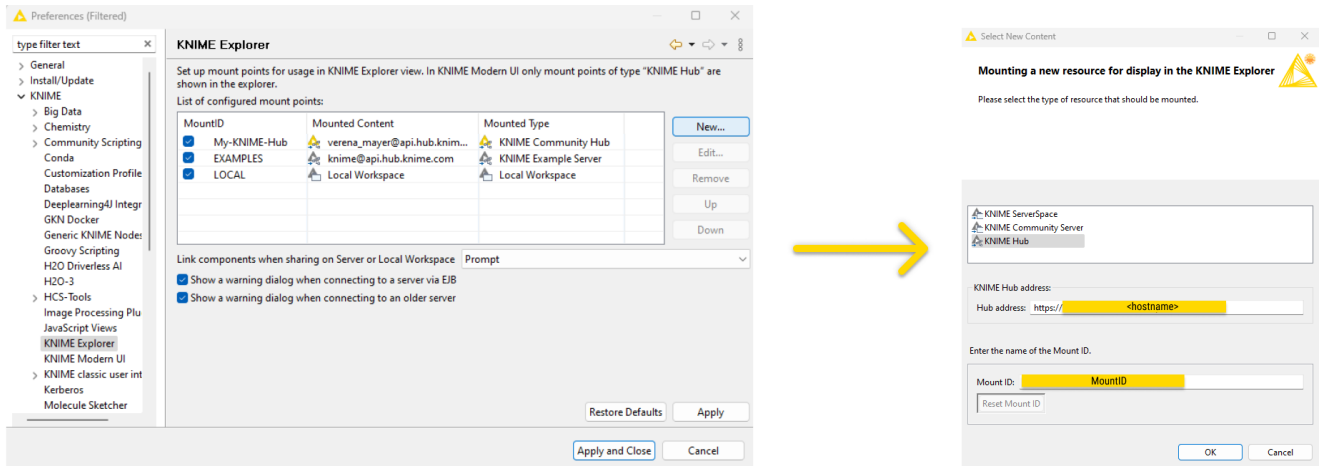 Preferences (Filtered)
type filter text
General
Install/Update
KNIME
Big Data
Chemistry
Community Scripting
Conda
Customization Profile
Databases
Deeplearning4J Integr
GKN Docker
Generic KNIME Nodes
Groovy Scripting
H2O Driverless AI
H2O-3
HCS-Tools
Image Processing Plu
JavaScript Views
KNIME Explorer
KNIME Modern UI
KNIME classic user int
Kerberos
Molecule Sketcher
KNIME Explorer
Set up mount points for usage in KNIME Explorer view. In KNIME Modern UI only mount points of type "KNIME Hub" are
shown in the explorer.
List of configured mount points:
MountID Mounted Content Mounted Type
My-KNIME-Hub verena_mayer@api.hub.knim... KNIME Community Hub
EXAMPLES knime@api.hub.knime.com KNIME Example Server
LOCAL Local Workspace Local Workspace
New...
Edit...
Remove
Up
Down
Link components when sharing on Server or Local Workspace Prompt
Show a warning dialog when connecting to a server via EJB
Show a warning dialog when connecting to an older server
Restore Defaults Apply
Apply and Close Cancel
Select New Content
Mounting a new resource for display in the KNIME Explorer
Please select the type of resource that should be mounted.
KNIME ServerSpace
KNIME Community Server
KNIME Hub
KNIME Hub address:
Hub address: https:// <hostname>
Enter the name of the Mount ID.
Mount ID: MountID
Reset Mount ID
OK Cancel